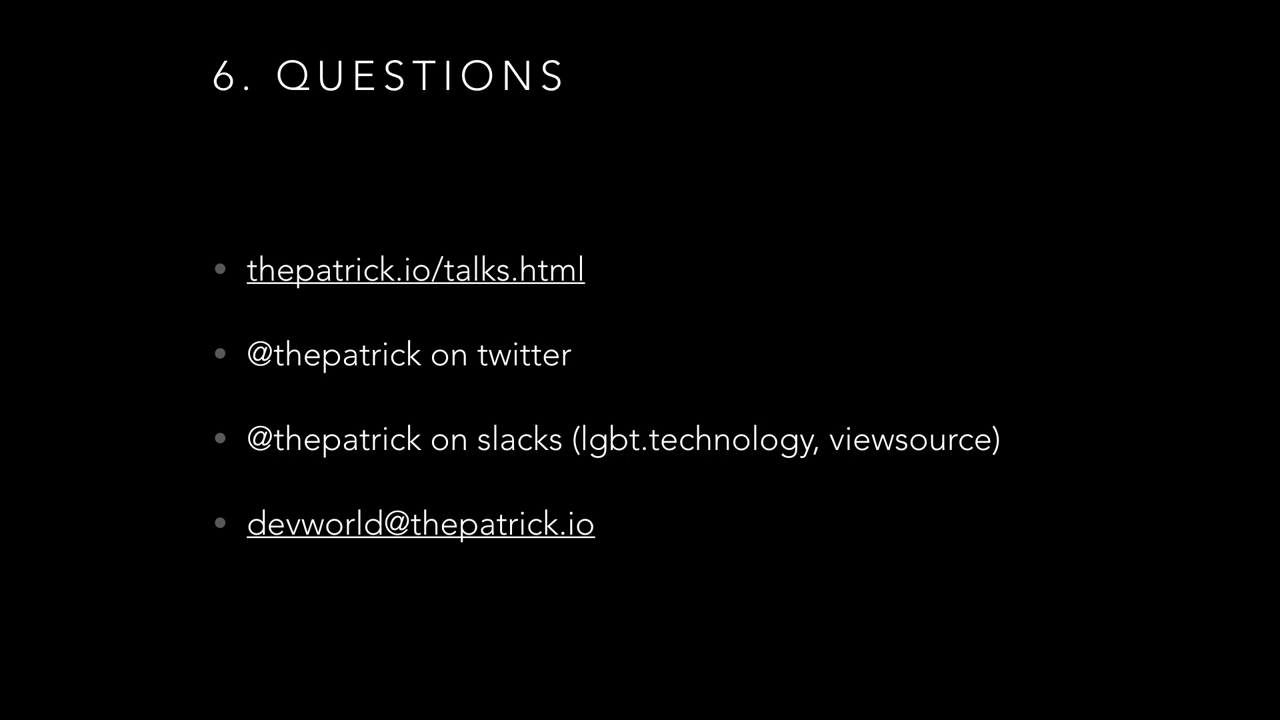 6. QUESTIONS
• thepatrick.io/talks.html
• @thepatrick on twitter
• @thepatrick on slacks (lgbt.technology, viewsource)
• devworld@thepatrick.io